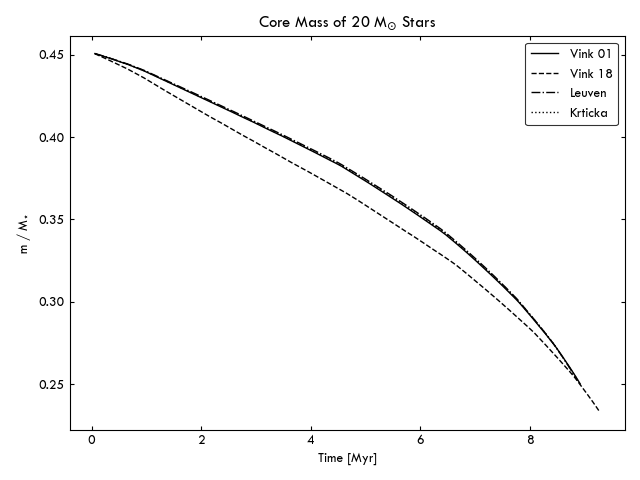 Core Mass of 20 M⊙ Stars
0.45
0.40
0.35
0.30
0.25
m / M⋆
0
2
4
6
8
Time [Myr]
Vink 01
Vink 18
Leuven
Krticka